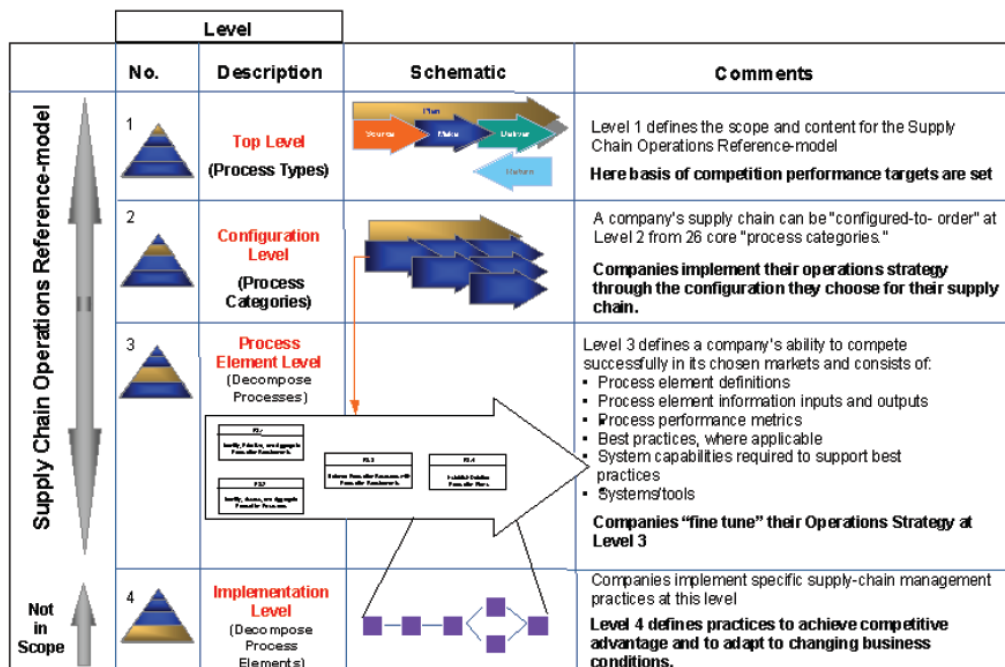 Level
No.
Description
Schematic
Comments
Supply Chain Operations Reference-model
1
Top Level
(Process Types)
Plan
Source
Make
Deliver
Return
Level 1 defines the scope and content for the Supply
Chain Operations Reference-model
Here basis of competition performance targets are set
2
Configuration
Level
(Process
Categories)
A company's supply chain can be "configured-to- order" at
Level 2 from 26 core "process categories."
Companies implement their operations strategy
through the configuration they choose for their supply
chain.
3
Process
Element Level
(Decompose
Processes)
Level 3 defines a company's ability to compete
successfully in its chosen markets and consists of:
▪ Process element definitions
▪ Process element information inputs and outputs
▪ Process performance metrics
▪ Best practices, where applicable
▪ System capabilities required to support best
practices
▪ Systems/tools
Companies "fine tune" their Operations Strategy at
Level 3
Not
in
Scope
4
Implementation
Level
(Decompose
Process
Elements)
Companies implement specific supply-chain management
practices at this level
Level 4 defines practices to achieve competitive
advantage and to adapt to changing business
conditions.